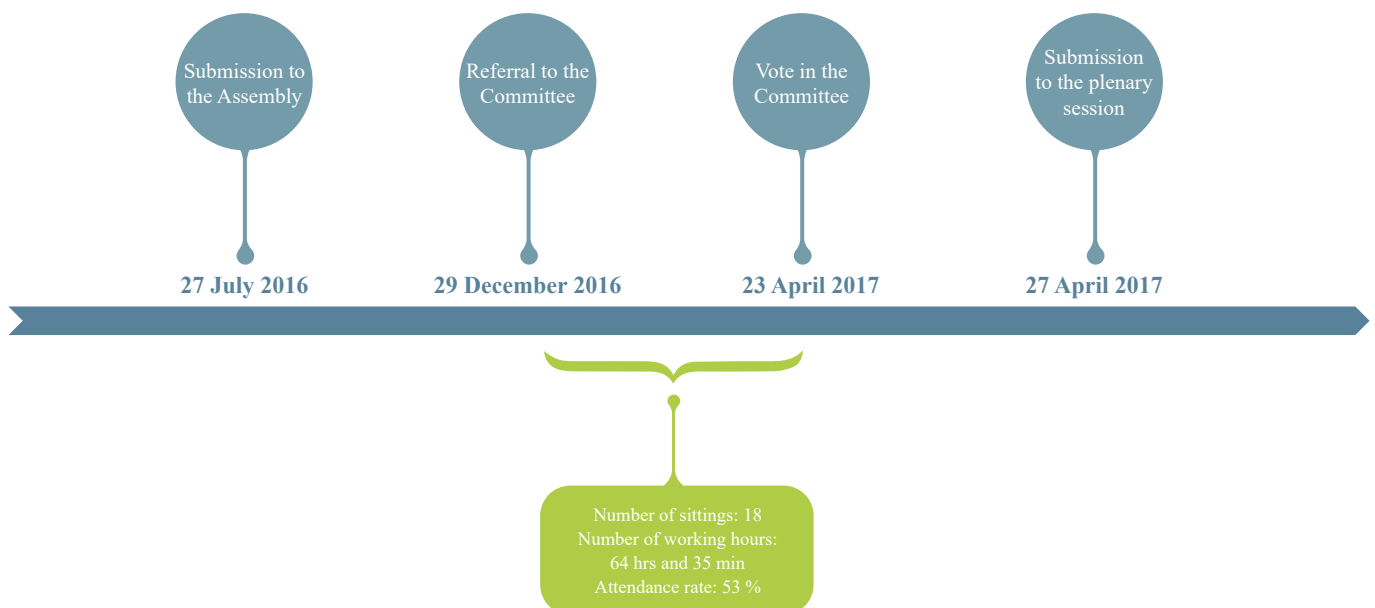 Submission to
the Assembly
Referral to the
Committee
Vote in the
Committee
Submission
to the plenary
session
27 July 2016
29 December 2016
23 April 2017
27 April 2017
Number of sittings: 18
Number of working hours:
64 hrs and 35 min
Attendance rate: 53 %